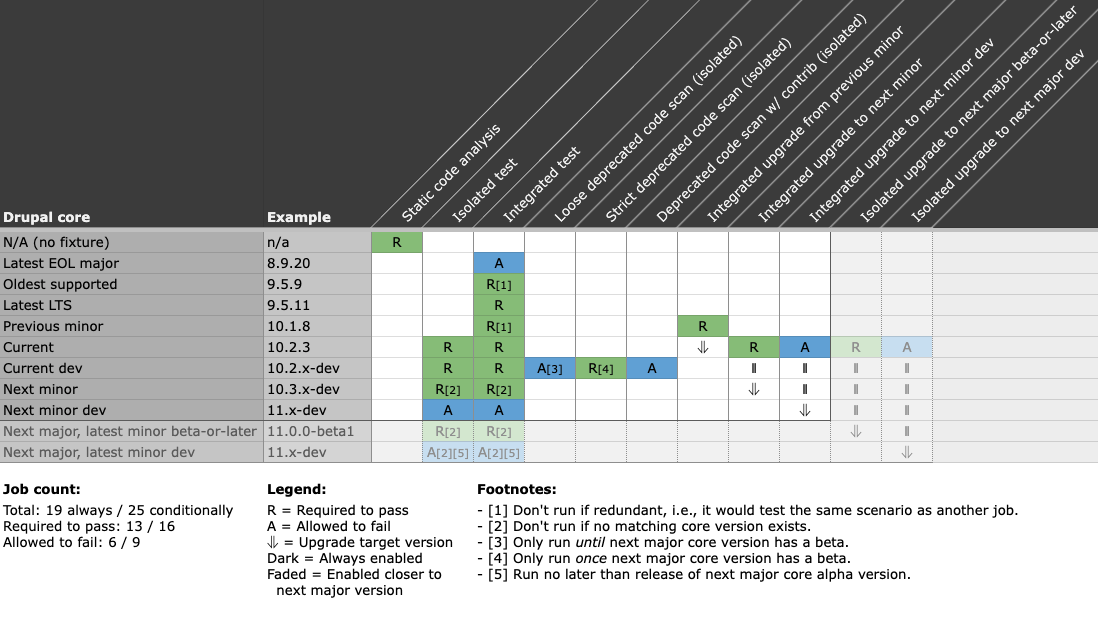 Static code analysis
Isolated test
Integrated test
Loose deprecated code scan (isolated)
Strict deprecated code scan (isolated)
Deprecated code scan w/ contrib (isolated)
Integrated upgrade from previous minor
Integrated upgrade to next minor
Integrated upgrade to next minor dev
Isolated upgrade to next major beta-or-later
Isolated upgrade to next major dev
Drupal core Example
N/A (no fixture) n/a R
Latest EOL major 8.9.20 A
Oldest supported 9.5.9 R[1]
Latest LTS 9.5.11 R
Previous minor 10.1.8 R[1] R
Current 10.2.3 R R ⇓ R A R A
Current dev 10.2.x-dev R R A[3] R[4] A ‖ ‖ ‖ ‖
Next minor 10.3.x-dev R[2] R[2] ⇓ ‖ ‖ ‖
Next minor dev 11.x-dev A A ⇓ ‖ ‖
Next major, latest minor beta-or-later 11.0.0-beta1 R[2] R[2] ⇓ ‖
Next major, latest minor dev 11.x-dev A[2][5] A[2][5] ⇓
Job count:
Total: 19 always / 25 conditionally
Required to pass: 13 / 16
Allowed to fail: 6 / 9
Legend:
R = Required to pass
A = Allowed to fail
⇓ = Upgrade target version
Dark = Always enabled
Faded = Enabled closer to
next major version
Footnotes:
- [1] Don't run if redundant, i.e., it would test the same scenario as another job.
- [2] Don't run if no matching core version exists.
- [3] Only run until next major core version has a beta.
- [4] Only run once next major core version has a beta.
- [5] Run no later than release of next major core alpha version.